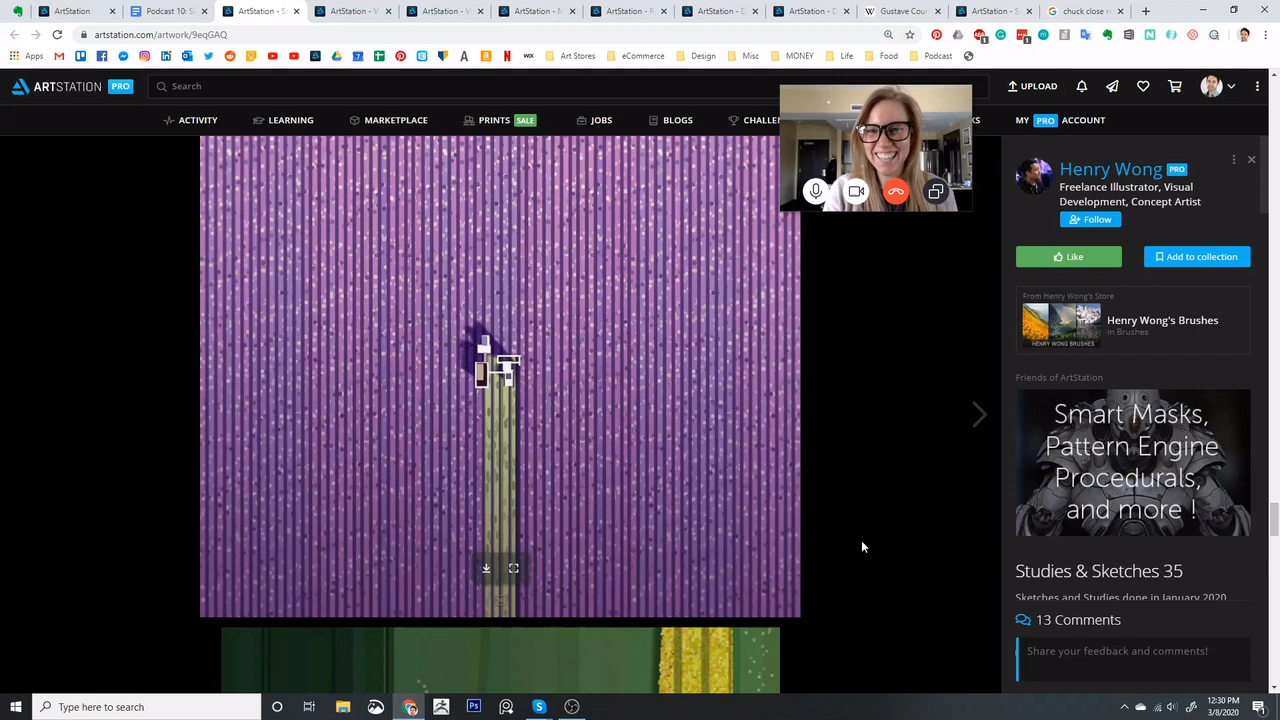 ArtStation
Podcast 10: S
ArtStation - S
ArtStation - V
ArtStation - V
ArtStation - N
ArtStation - F
ArtStation - D
ArtStation - D
Gustave Court
ArtStation - S
chuck close r
artstation.com/artwork/9eqGAQ
Apps
Art Stores
eCommerce
Design
Misc
MONEY
Life
Food
Podcast
ARTSTATION PRO
Search
UPLOAD
ACTIVITY
LEARNING
MARKETPLACE
PRINTS SALE
JOBS
BLOGS
CHALLEN
KS
MY PRO ACCOUNT
Henry Wong PRO
Freelance Illustrator, Visual
Development, Concept Artist
Follow
Like
Add to collection
From Henry Wong's Store
HENRY WONG BRUSHES
Henry Wong's Brushes
in Brushes
Friends of ArtStation
Smart Masks,
Pattern Engine
Procedurals,
and more !
Studies & Sketches 35
Sketches and Studies done in January 2020
13 Comments
Share your feedback and comments!
Type here to search
12:30 PM
3/8/2020